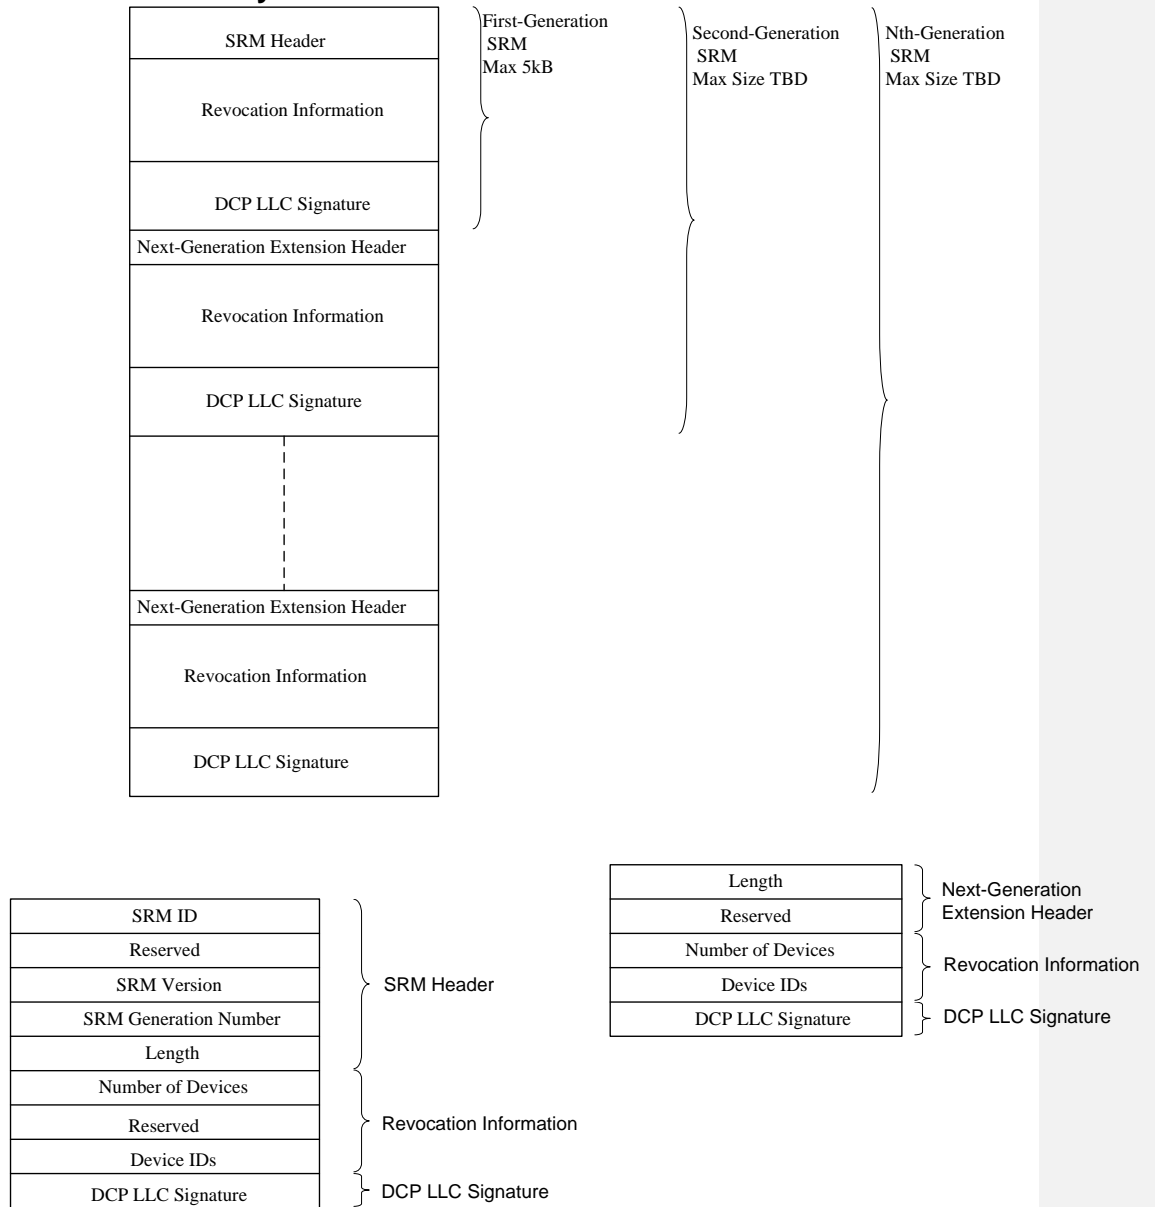 SRM Header
Revocation Information
DCP LLC Signature
Next-Generation Extension Header
Revocation Information
DCP LLC Signature
Next-Generation Extension Header
Revocation Information
DCP LLC Signature
First-Generation
SRM
Max 5kB
Second-Generation
SRM
Max Size TBD
Nth-Generation
SRM
Max Size TBD
SRM ID
Reserved
SRM Version
SRM Generation Number
Length
Number of Devices
Reserved
Device IDs
DCP LLC Signature
SRM Header
Revocation Information
DCP LLC Signature
Length
Reserved
Number of Devices
Device IDs
DCP LLC Signature
Next-Generation
Extension Header
Revocation Information
DCP LLC Signature